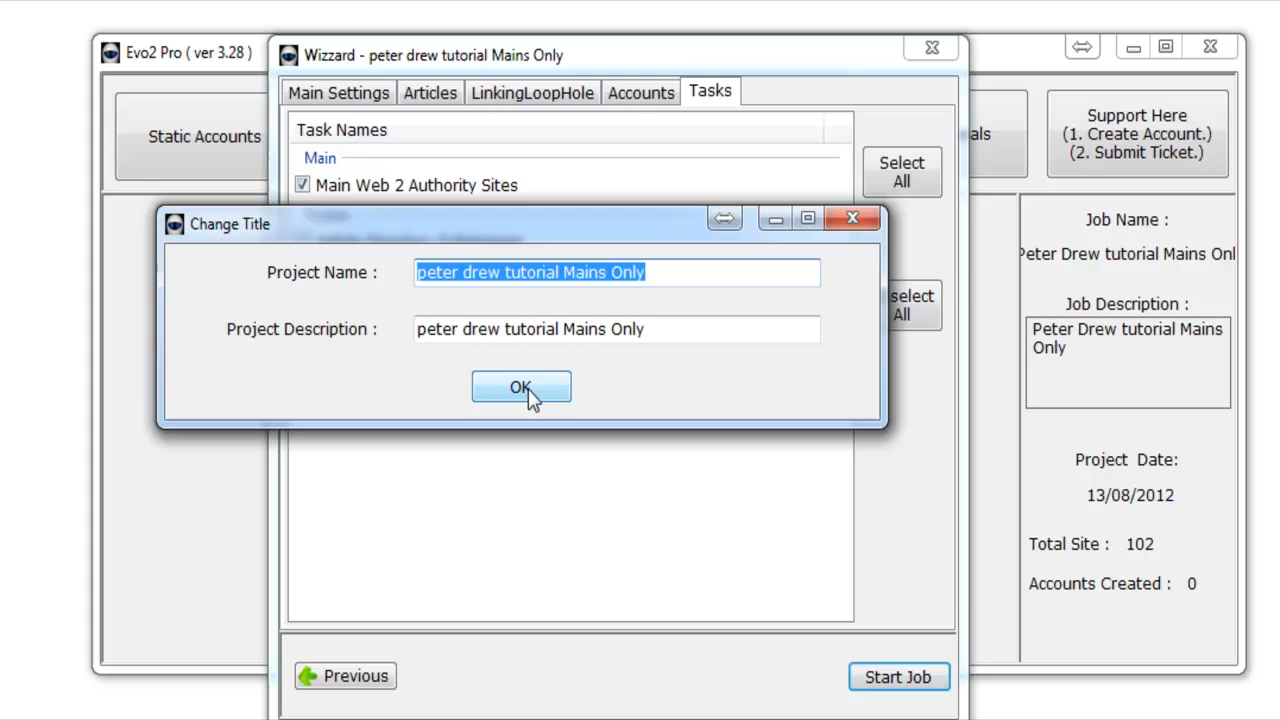 Evo2 Pro ( ver 3.28 )
Wizzard - peter drew tutorial Mains Only
Main Settings
Articles
LinkingLoopHole
Accounts
Tasks
Static Accounts
Task Names
Main
Main Web 2 Authority Sites
Select
All
als
Support Here
(1. Create Account.)
(2. Submit Ticket.)
Change Title
Project Name :
peter drew tutorial Mains Only
Project Description :
peter drew tutorial Mains Only
OK
select
All
Job Name :
Peter Drew tutorial Mains Onl
Job Description :
Peter Drew tutorial Mains
Only
Project Date:
13/08/2012
Total Site : 102
Accounts Created : 0
Previous
Start Job